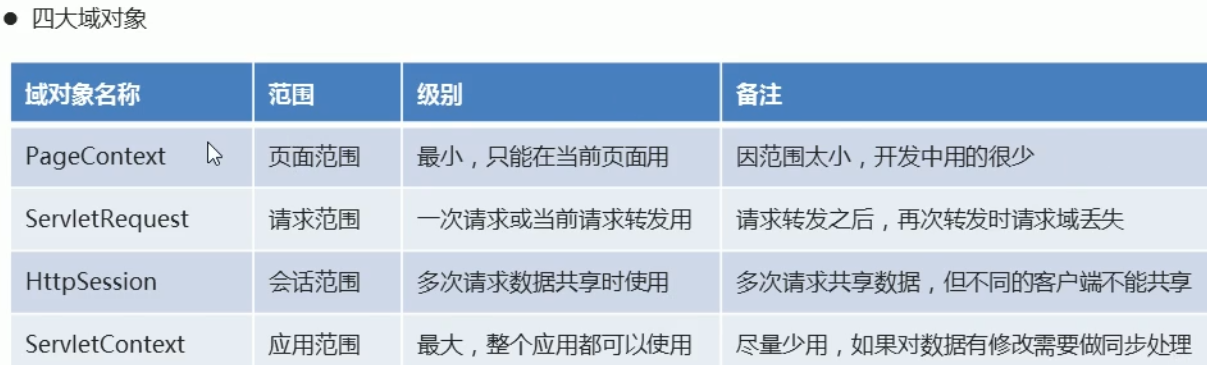 ● 四大域对象
域对象名称 范围 级别 备注
PageContext 页面范围 最小，只能在当前页面用 因范围太小，开发中用的很少
ServletRequest 请求范围 一次请求或当前请求转发用 请求转发之后，再次转发时请求域丢失
HttpSession 会话范围 多次请求数据共享时使用 多次请求共享数据，但不同的客户端不能共享
ServletContext 应用范围 最大，整个应用都可以使用 尽量少用，如果对数据有修改需要做同步处理